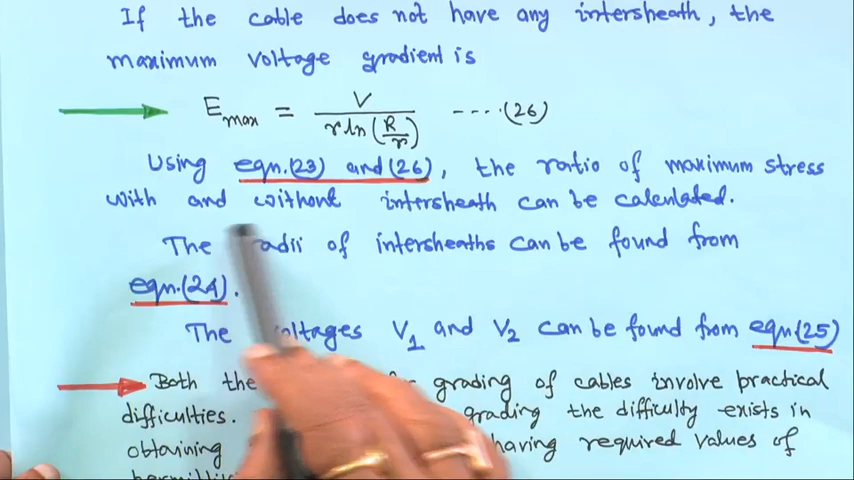 If the cable does not have any intersheath, the
maximum voltage gradient is
E_max = V / (r ln (R/r)) ----.(26)
Using eqn.(23) and (26), the ratio of maximum stress
with and without intersheath can be calculated.
The radii of intersheaths can be found from
eqn.(24).
The voltages V1 and V2 can be found from eqn(25)
Both the grading of cables involve practical
difficulties. grading the difficulty exists in
obtaining having required values of